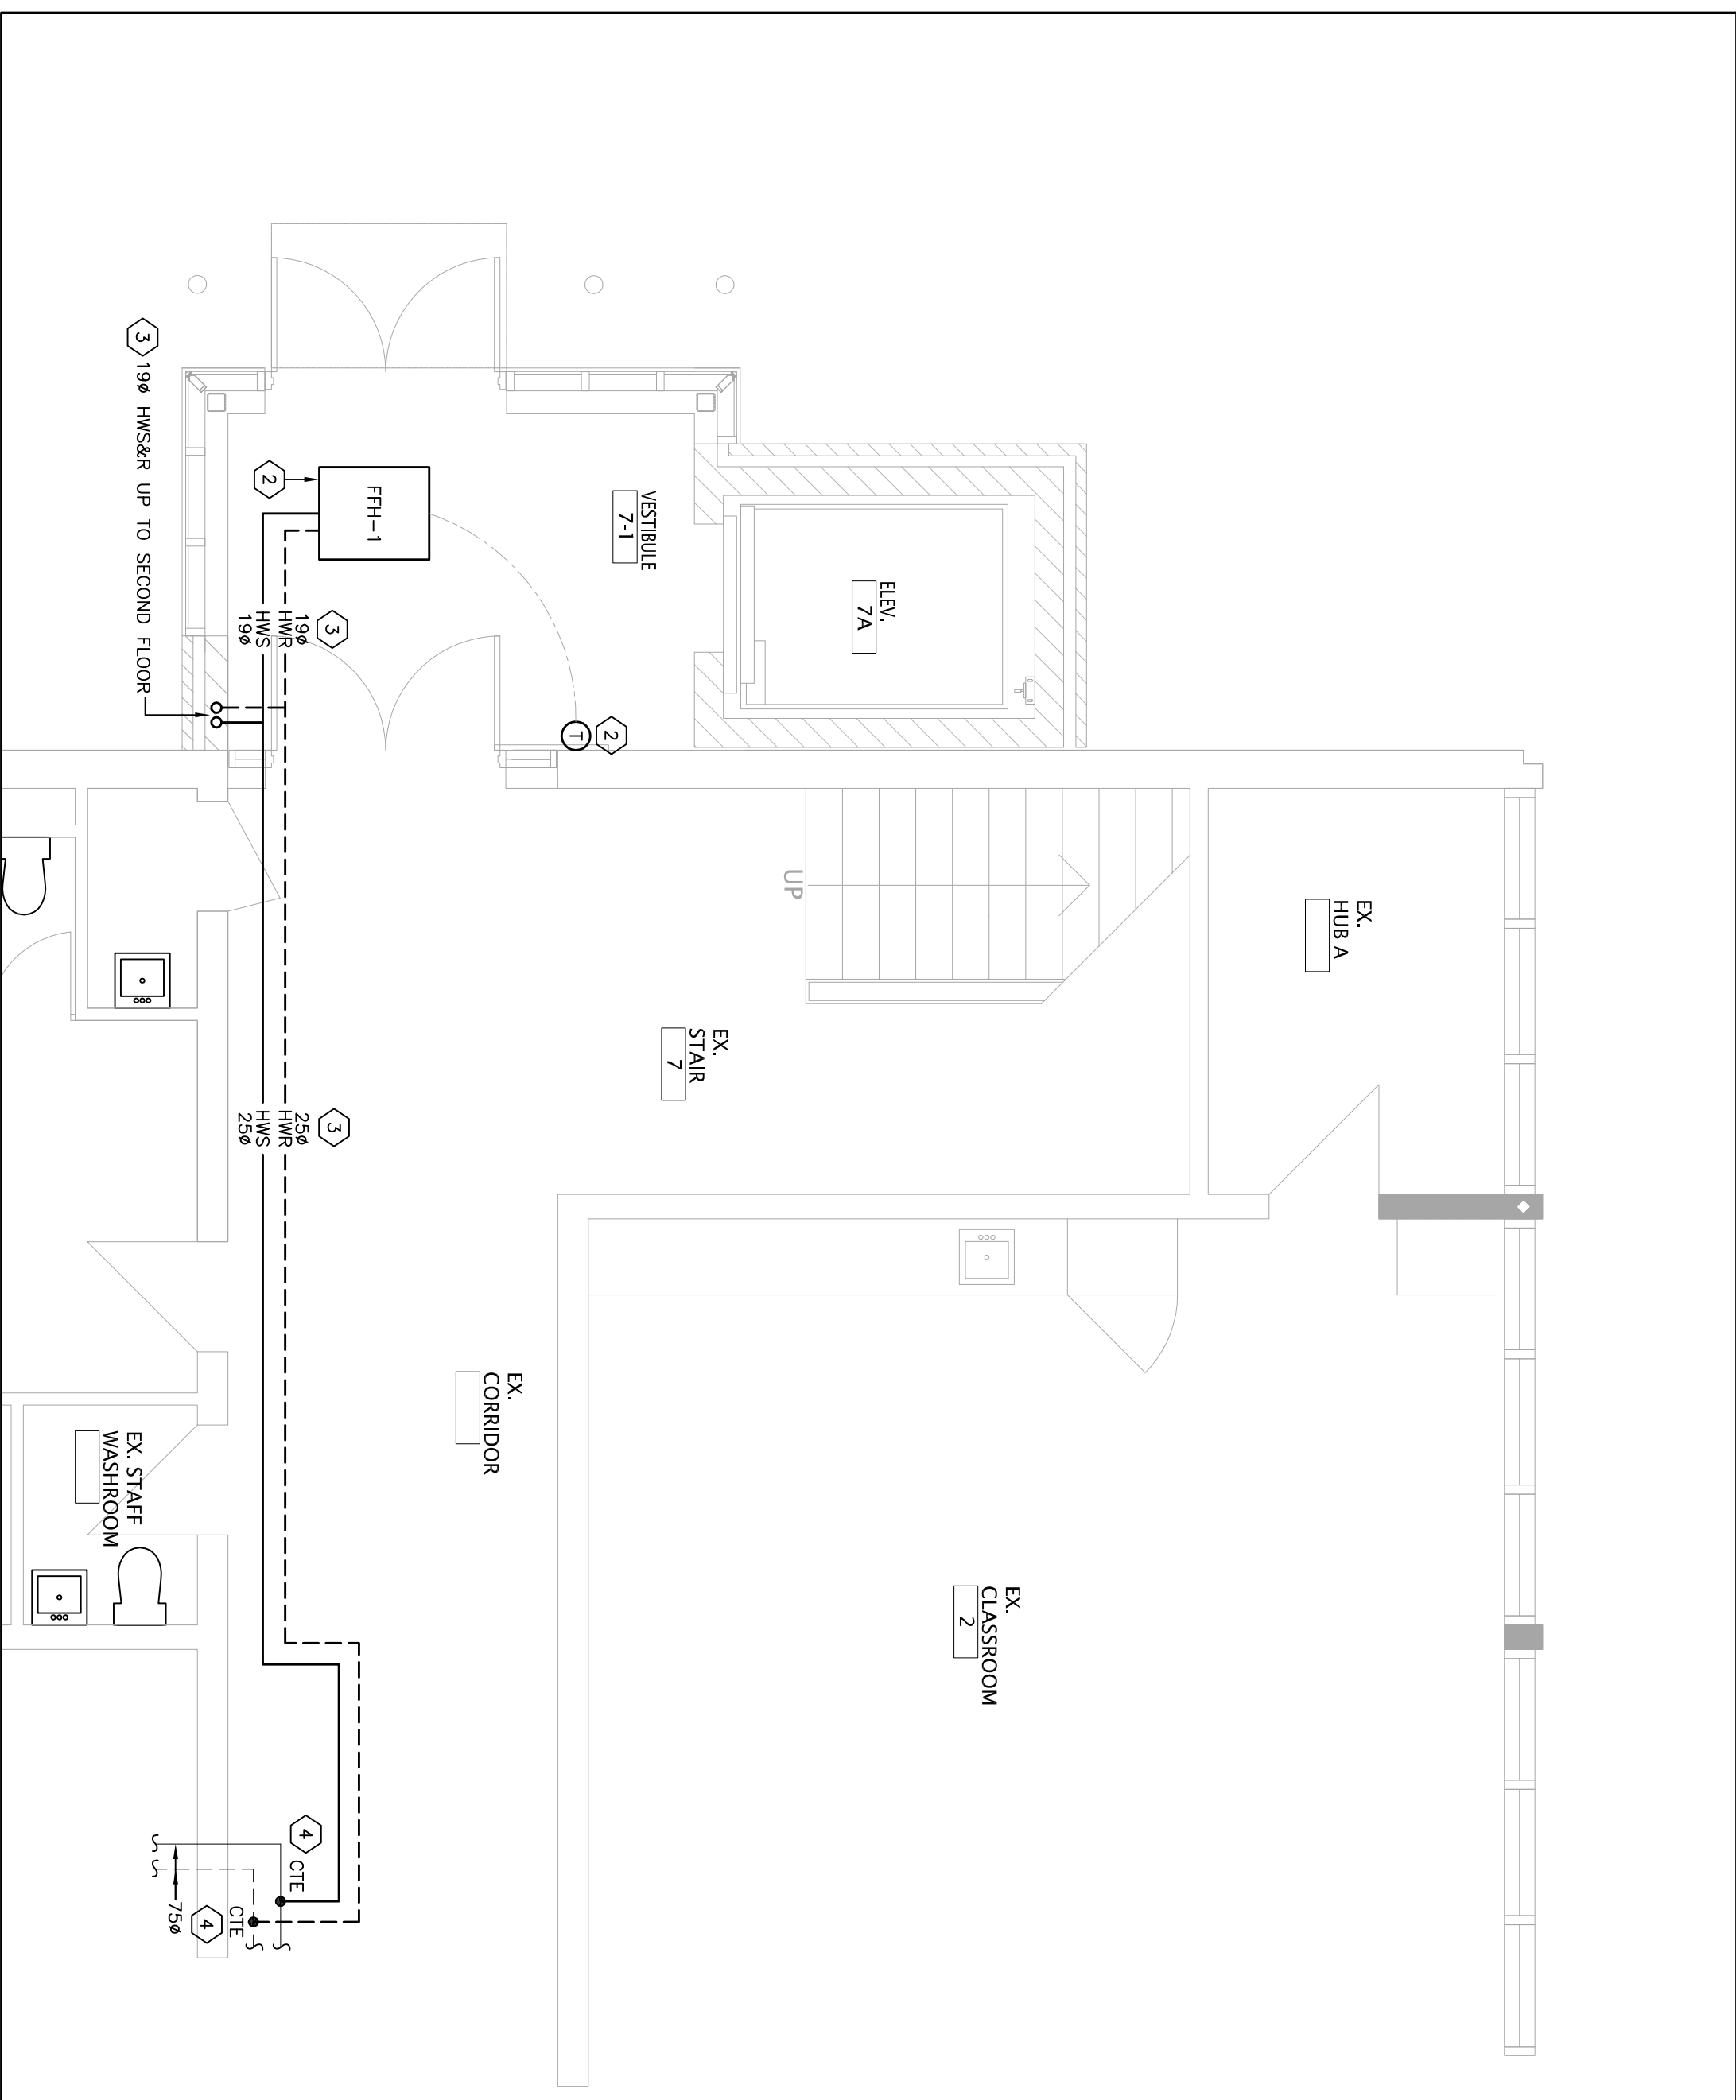 EX.
HUB A
ELEV.
7A
EX.
CLASSROOM
2
UP
EX.
STAIR
7
VESTIBULE
7-1
2
T
EX.
CORRIDOR
FFH-1
2
3
19ø
HWR
HWS
19ø
3
25ø
HWR
HWS
25ø
4
CTE
CTE
4
75ø
3
19ø HWS&R UP TO SECOND FLOOR
EX. STAFF
WASHROOM